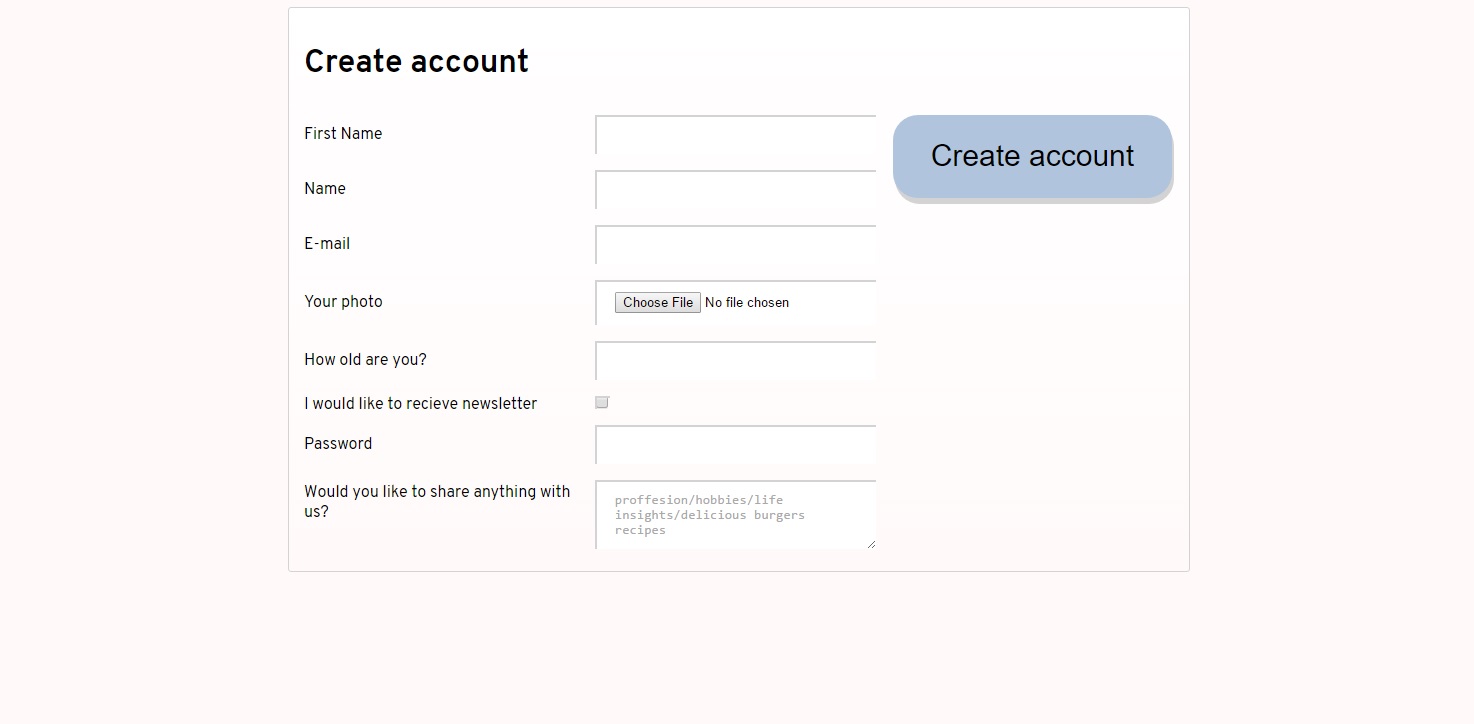 Create account
First Name
Create account
Name
E-mail
Your photo
Choose File No file chosen
How old are you?
I would like to recieve newsletter
Password
Would you like to share anything with
us?
proffesion/hobbies/life
insights/delicious burgers
recipes